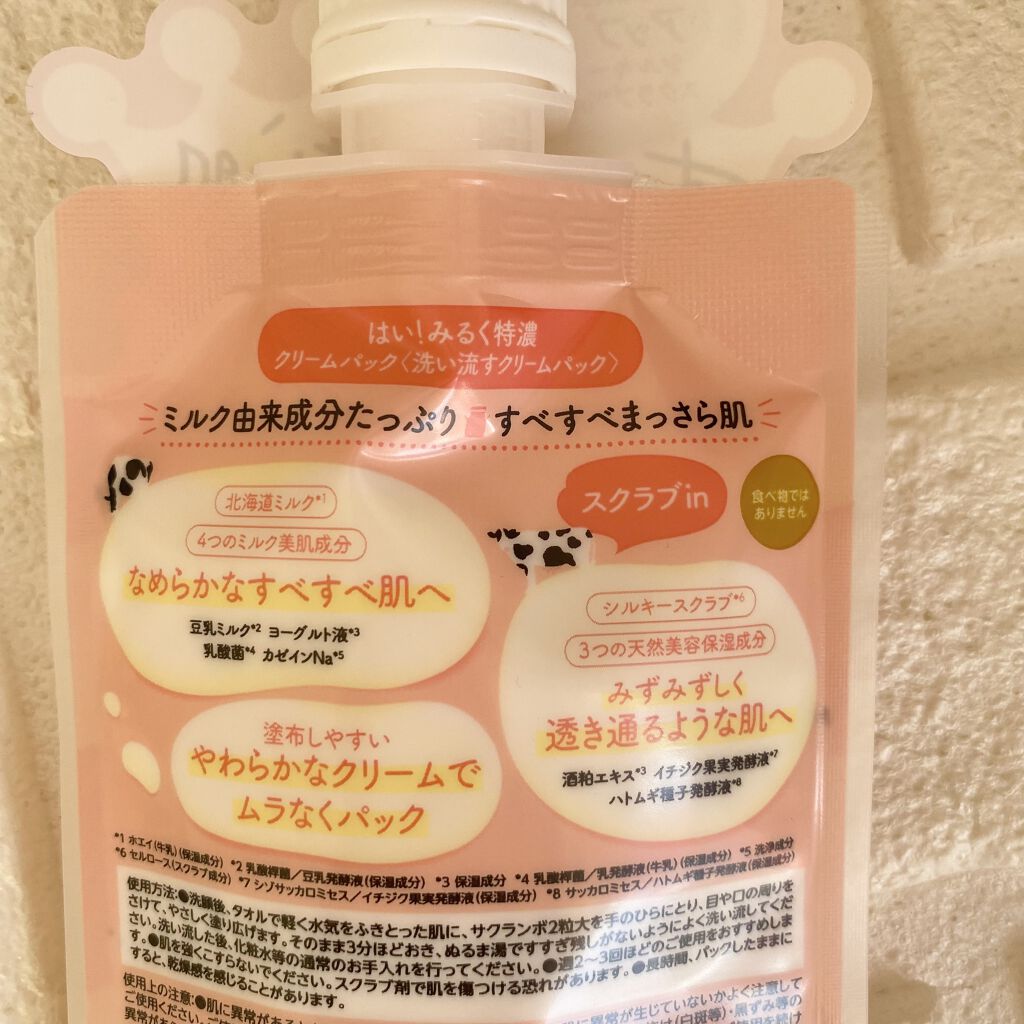 はい！みるく特濃
クリームパック〈洗い流すクリームパック〉
ミルク由来成分たっぷり すべすべまっさら肌
北海道ミルク*1
4つのミルク美肌成分
なめらかなすべすべ肌へ
豆乳ミルク*2 ヨーグルト液*3
乳酸菌*4 カゼインNa*5
スクラブin
食べ物では
ありません
シルキースクラブ*6
3つの天然美容保湿成分
みずみずしく
透き通るような肌へ
酒粕エキス*3 イチジク果実発酵液*7
ハトムギ種子発酵液*8
塗布しやすい
やわらかなクリームで
ムラなくパック
*1 ホエイ(牛乳)(保湿成分) *2 乳酸桿菌／豆乳発酵液(保湿成分) *3 保湿成分 *4 乳酸桿菌／乳発酵液(牛乳)(保湿成分) *5 洗浄成分
*6 セルロース(スクラブ成分) *7 シゾサッカロミセス／イチジク果実発酵液(保湿成分) *8 サッカロミセス／ハトムギ種子発酵液(保湿成分)
使用方法:●洗顔後、タオルで軽く水気をふきとった肌に、サクランボ2粒大を手のひらにとり、目や口の周りを
さけて、やさしく塗り広げます。そのまま3分ほどおき、ぬるま湯ですすぎ残しがないようによく洗い流してくだ
さい。洗い流した後、化粧水等の通常のお手入れを行ってください。●週2～3回ほどのご使用をおすすめしま
す。●肌を強くこすらないでください。スクラブ剤で肌を傷つける恐れがあります。●長時間、パックしたままに
すると、乾燥感を感じることがあります。
使用上の注意:●肌に異常があるとき 肌に異常が生じていないかよく注意して
ご使用ください。 (白斑等)・黒ずみ等の